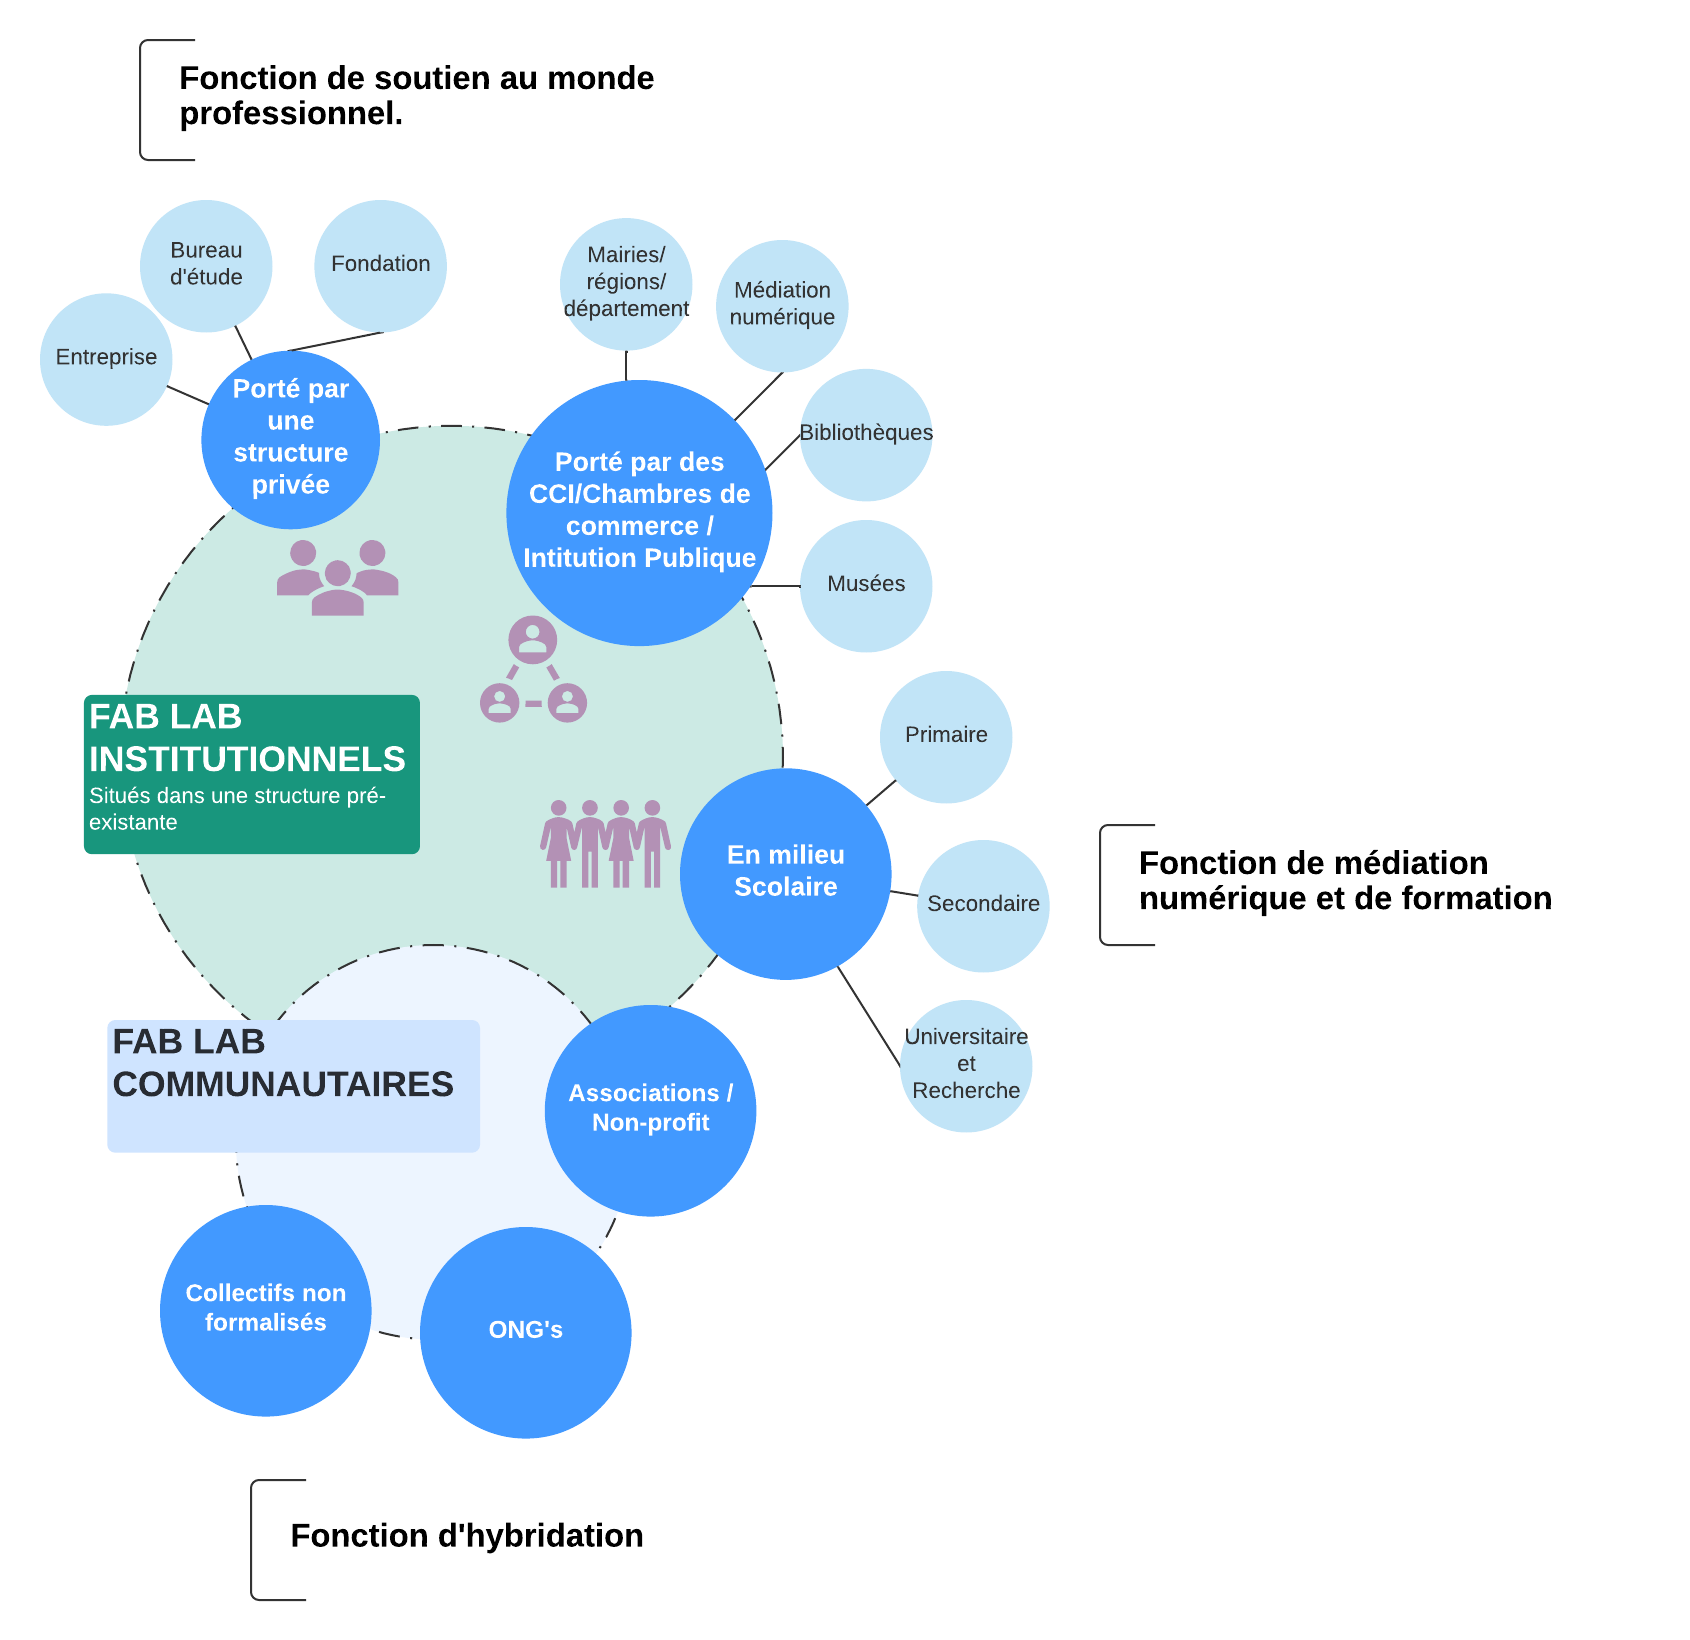 Fonction de soutien au monde
professionnel.
Bureau
d'étude
Fondation
Entreprise
Mairies/
régions/
département
Médiation
numérique
Porté par
une
structure
privée
Bibliothèques
Porté par des
CCI/Chambres de
commerce /
Intitution Publique
Musées
FAB LAB
INSTITUTIONNELS
Situés dans une structure pré-
existante
Primaire
En milieu
Scolaire
Secondaire
Universitaire
et
Recherche
Fonction de médiation
numérique et de formation
FAB LAB
COMMUNAUTAIRES
Associations /
Non-profit
Collectifs non
formalisés
ONG's
Fonction d'hybridation